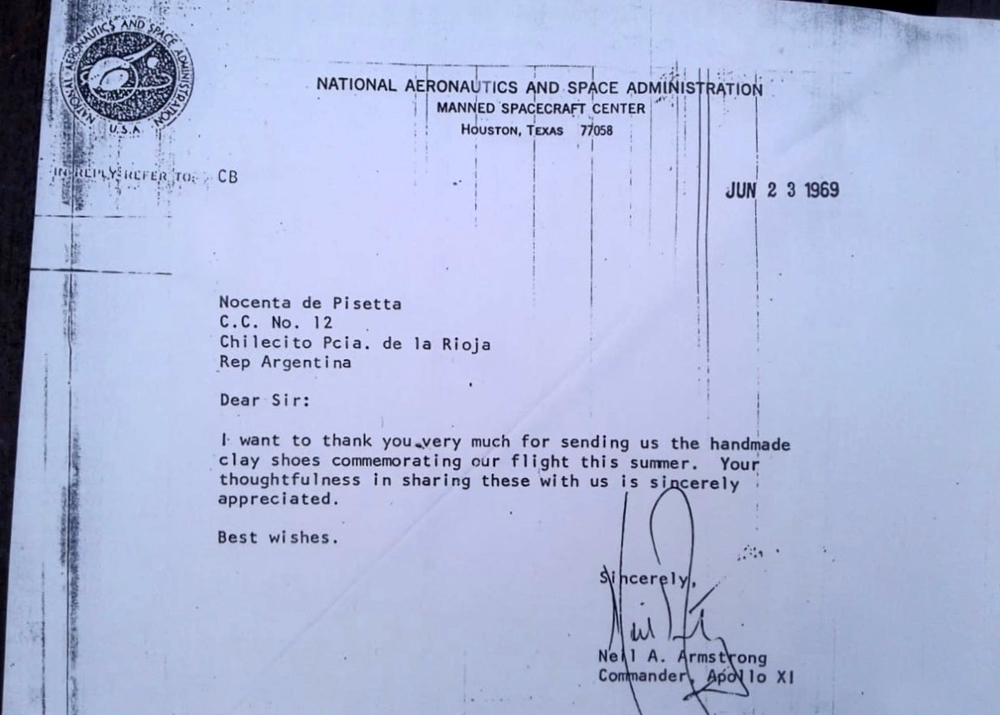 NATIONAL AERONAUTICS AND SPACE ADMINISTRATION
U.S.A
NATIONAL AERONAUTICS AND SPACE ADMINISTRATION
MANNED SPACECRAFT CENTER
HOUSTON, TEXAS 77058
IN REPLY REFER TO: CB
JUN 23 1969
Nocenta de Pisetta
C.C. No. 12
Chilecito Pcia. de la Rioja
Rep Argentina
Dear Sir:
I want to thank you very much for sending us the handmade
clay shoes commemorating our flight this summer. Your
thoughtfulness in sharing these with us is sincerely
appreciated.
Best wishes.
Sincerely,
Neil A. Armstrong
Commander, Apollo XI